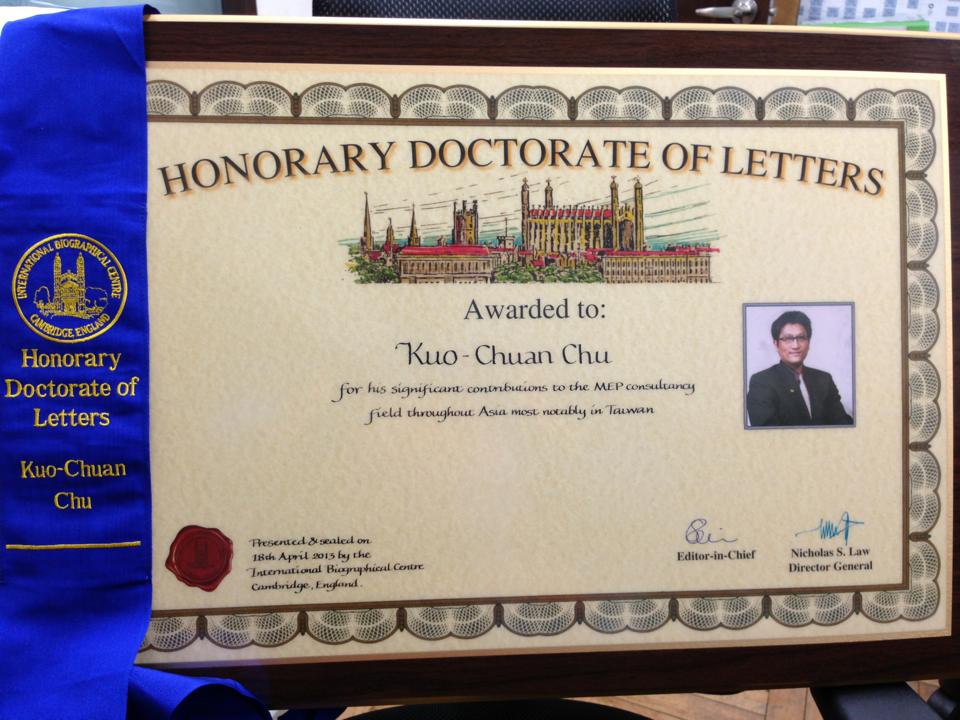 INTERNATIONAL BIOGRAPHICAL CENTRE
CAMBRIDGE ENGLAND
Honorary
Doctorate of
Letters
Kuo-Chuan
Chu
HONORARY DOCTORATE OF LETTERS
Awarded to:
Kuo-Chuan Chu
for his significant contributions to the MEP consultancy
field throughout Asia most notably in Taiwan
Presented & sealed on
18th April 2013 by the
International Biographical Centre
Cambridge, England.
Editor-in-Chief
Nicholas S. Law
Director General